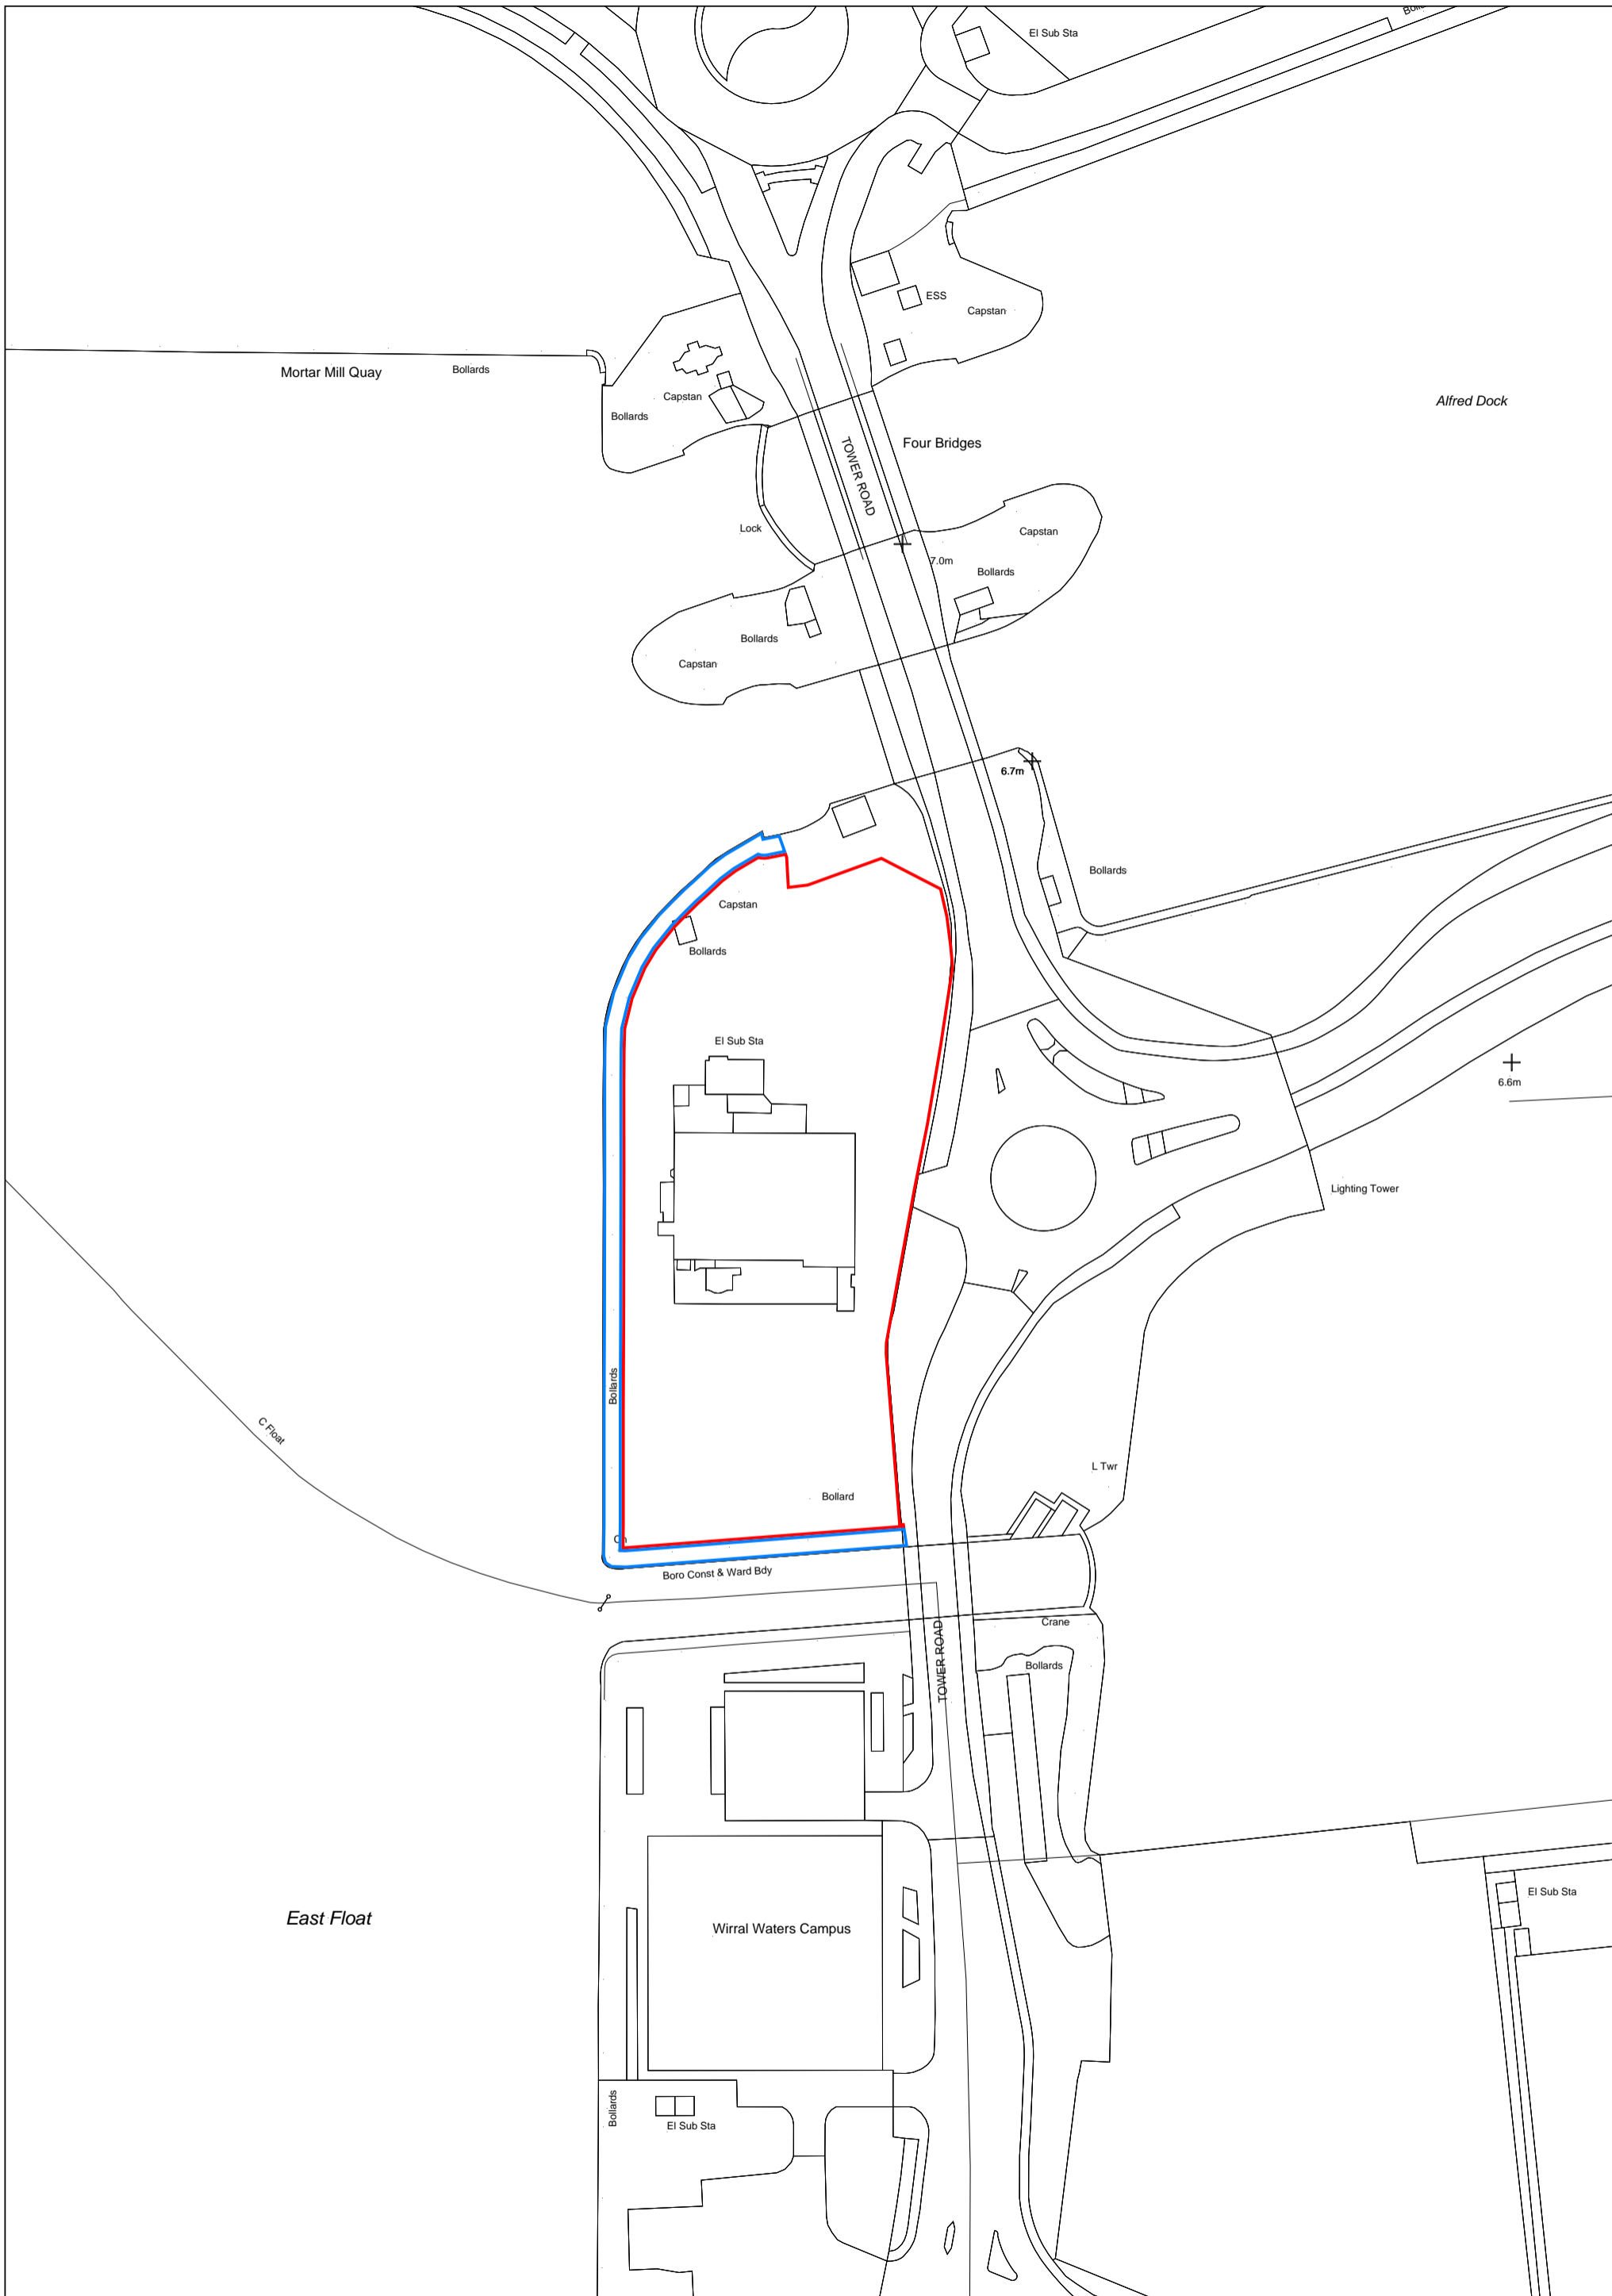 El Sub Sta
ESS
Capstan
Mortar Mill Quay
Bollards
Capstan
Bollards
Alfred Dock
TOWER ROAD
Four Bridges
Lock
Capstan
7.0m
Bollards
Bollards
Capstan
6.7m
Bollards
Capstan
Bollards
El Sub Sta
6.6m
Lighting Tower
Bollards
C Float
L Twr
Bollard
Boro Const & Ward Bdy
Crane
TOWER ROAD
Bollards
El Sub Sta
East Float
Wirral Waters Campus
Bollards
El Sub Sta